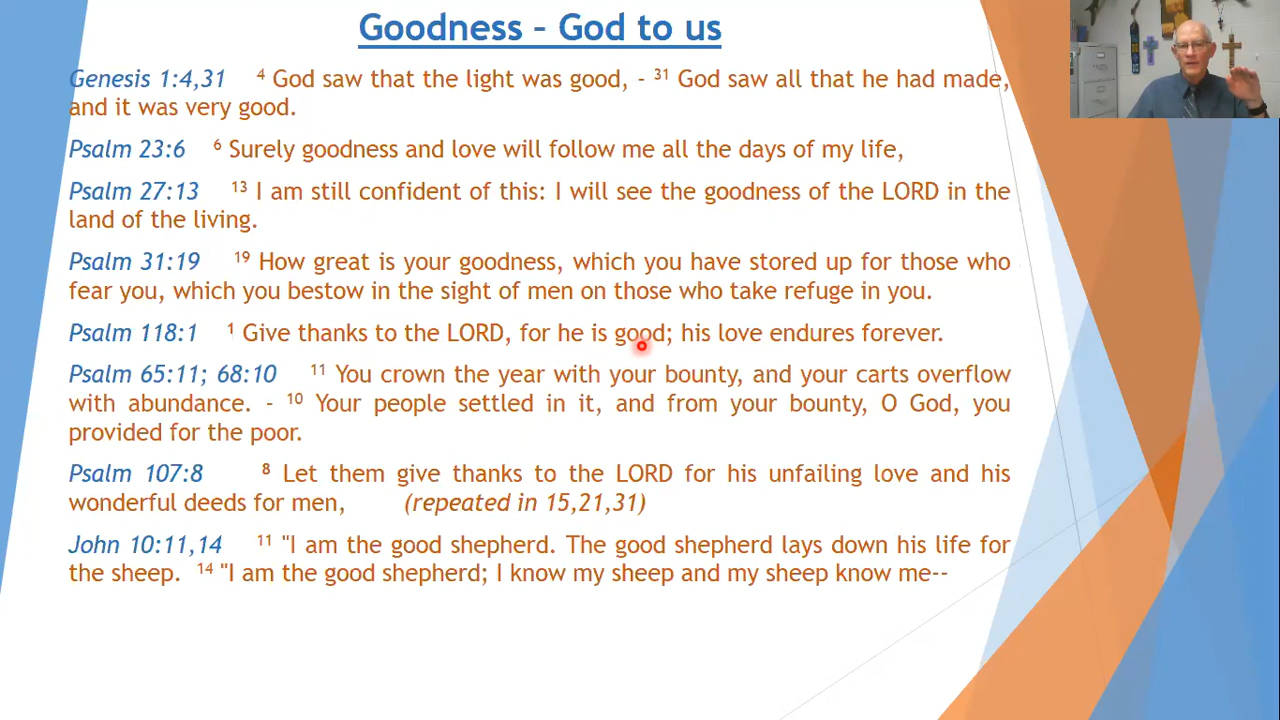 Goodness – God to us
Genesis 1:4,31 4 God saw that the light was good, - 31 God saw all that he had made,
and it was very good.
Psalm 23:6 6 Surely goodness and love will follow me all the days of my life,
Psalm 27:13 13 I am still confident of this: I will see the goodness of the LORD in the
land of the living.
Psalm 31:19 19 How great is your goodness, which you have stored up for those who
fear you, which you bestow in the sight of men on those who take refuge in you.
Psalm 118:1 1 Give thanks to the LORD, for he is good; his love endures forever.
Psalm 65:11; 68:10 11 You crown the year with your bounty, and your carts overflow
with abundance. - 10 Your people settled in it, and from your bounty, O God, you
provided for the poor.
Psalm 107:8 8 Let them give thanks to the LORD for his unfailing love and his
wonderful deeds for men, (repeated in 15,21,31)
John 10:11,14 11 "I am the good shepherd. The good shepherd lays down his life for
the sheep. 14 "I am the good shepherd; I know my sheep and my sheep know me--